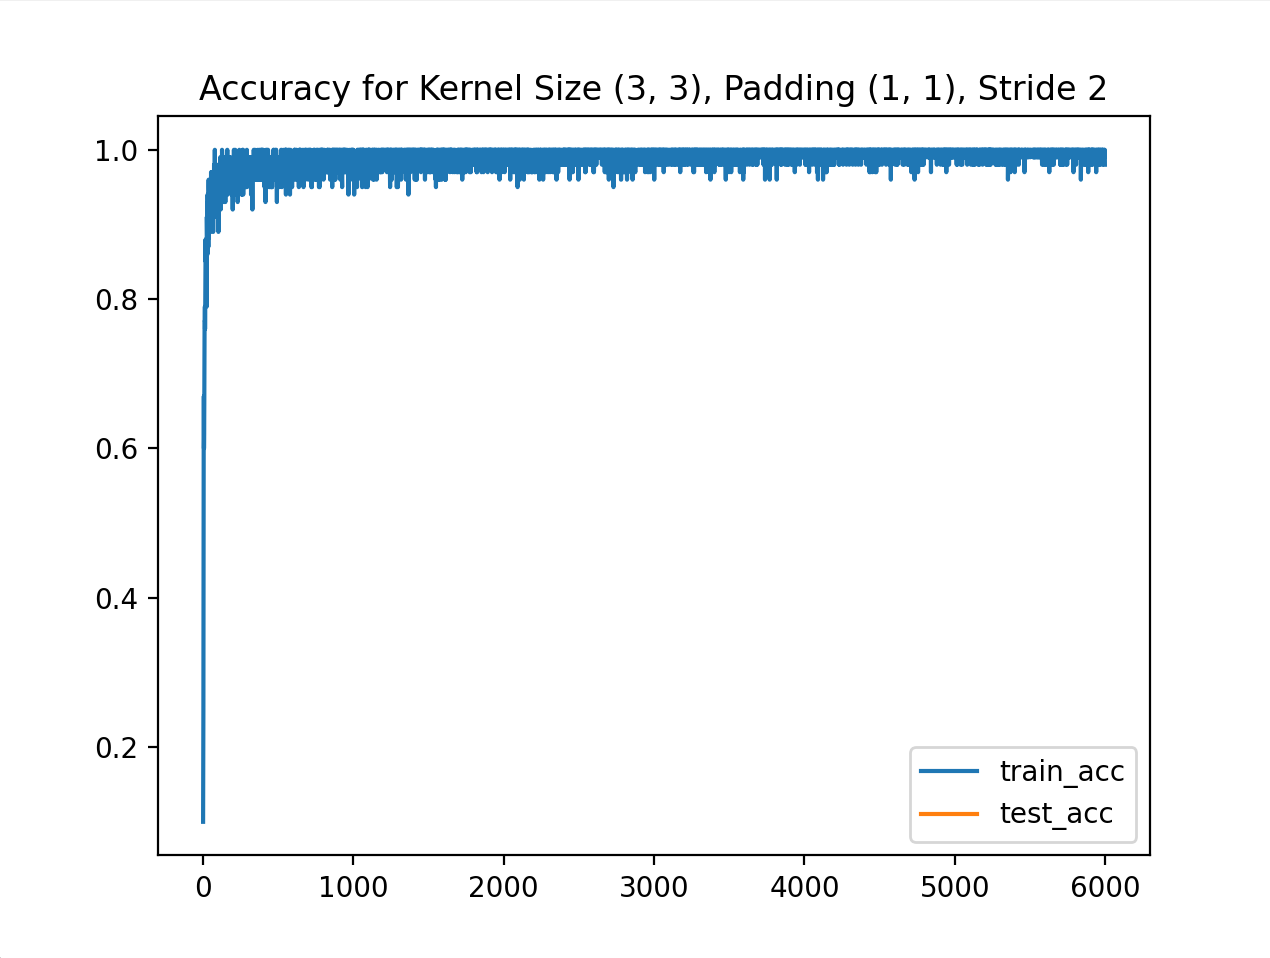 Accuracy for Kernel Size (3, 3), Padding (1, 1), Stride 2
1.0
0.8
0.6
0.4
0.2
train_acc
test_acc
0 1000 2000 3000 4000 5000 6000